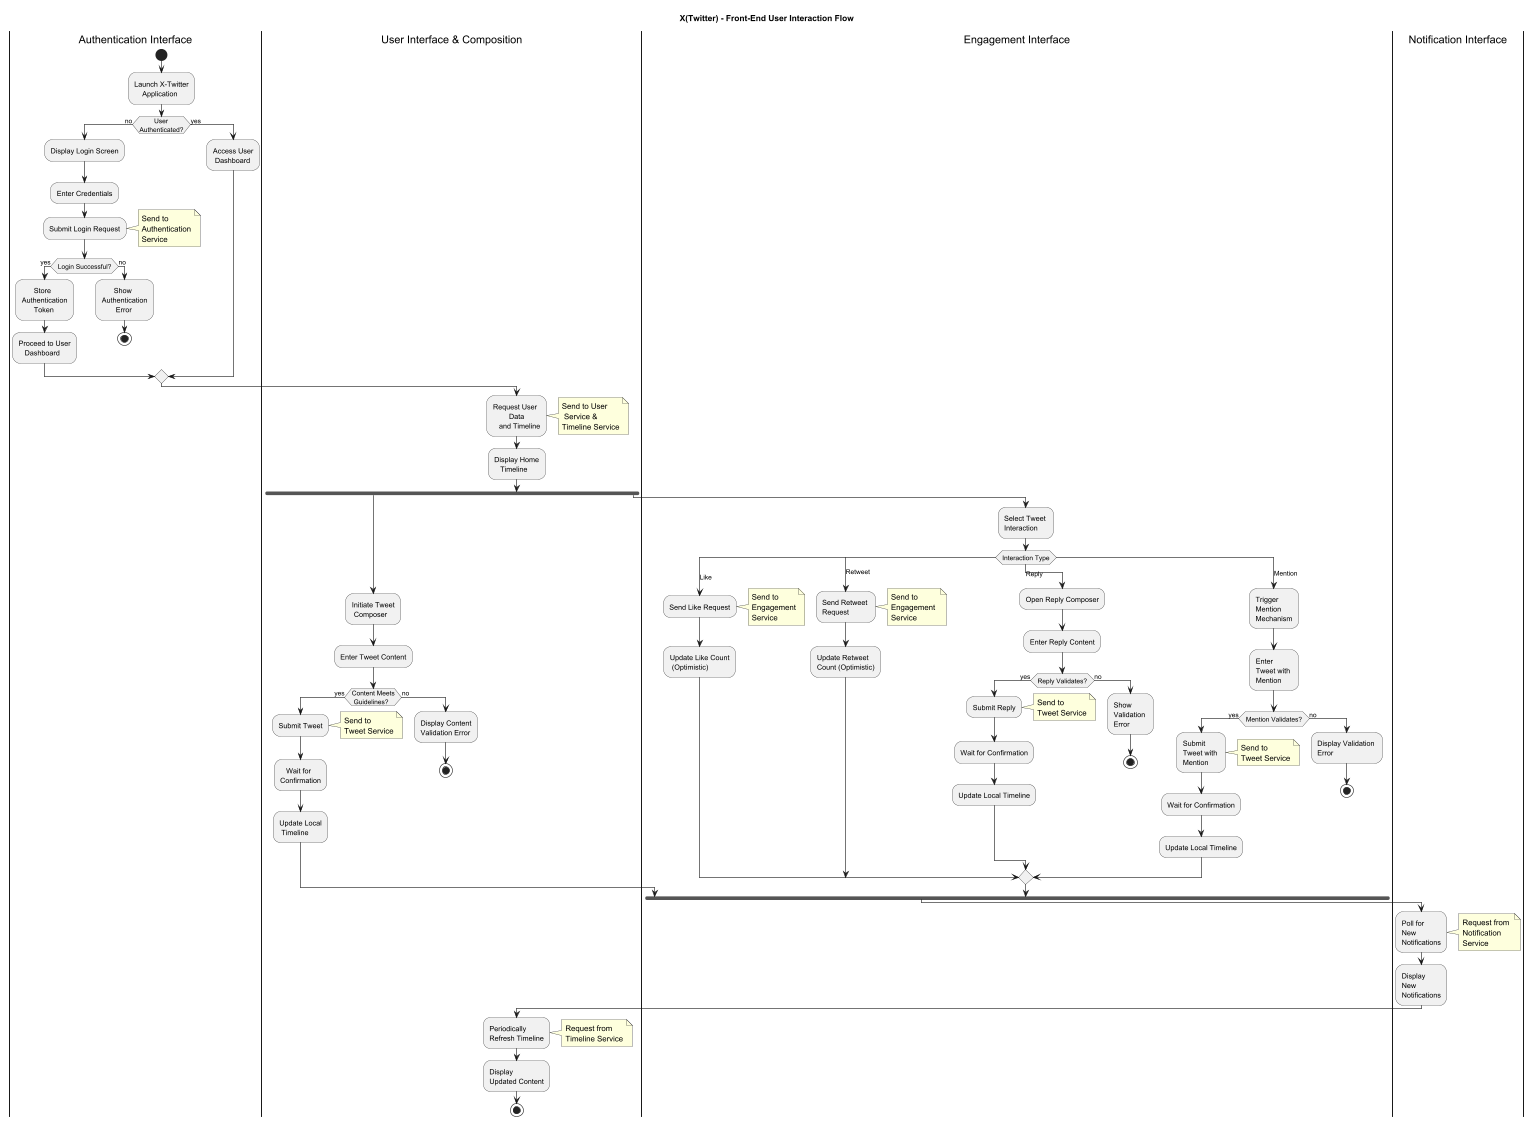 X(Twitter) - Front-End User Interaction Flow
Authentication Interface
User Interface & Composition
Engagement Interface
Notification Interface
Launch X-Twitter
Application
User
Authenticated?
no
yes
Display Login Screen
Access User
Dashboard
Enter Credentials
Submit Login Request
Send to
Authentication
Service
Login Successful?
yes
no
Store
Authentication
Token
Show
Authentication
Error
Proceed to User
Dashboard
Request User
Data
and Timeline
Send to User
Service &
Timeline Service
Display Home
Timeline
Select Tweet
Interaction
Interaction Type
Like
Retweet
Reply
Mention
Initiate Tweet
Composer
Enter Tweet Content
Content Meets
Guidelines?
yes
no
Submit Tweet
Send to
Tweet Service
Display Content
Validation Error
Wait for
Confirmation
Update Local
Timeline
Send Like Request
Send to
Engagement
Service
Update Like Count
(Optimistic)
Send Retweet
Request
Send to
Engagement
Service
Update Retweet
Count (Optimistic)
Open Reply Composer
Enter Reply Content
Reply Validates?
yes
no
Submit Reply
Send to
Tweet Service
Show
Validation
Error
Wait for Confirmation
Update Local Timeline
Trigger
Mention
Mechanism
Enter
Tweet with
Mention
Mention Validates?
yes
no
Submit
Tweet with
Mention
Send to
Tweet Service
Display Validation
Error
Wait for Confirmation
Update Local Timeline
Poll for
New
Notifications
Request from
Notification
Service
Display
New
Notifications
Periodically
Refresh Timeline
Request from
Timeline Service
Display
Updated Content